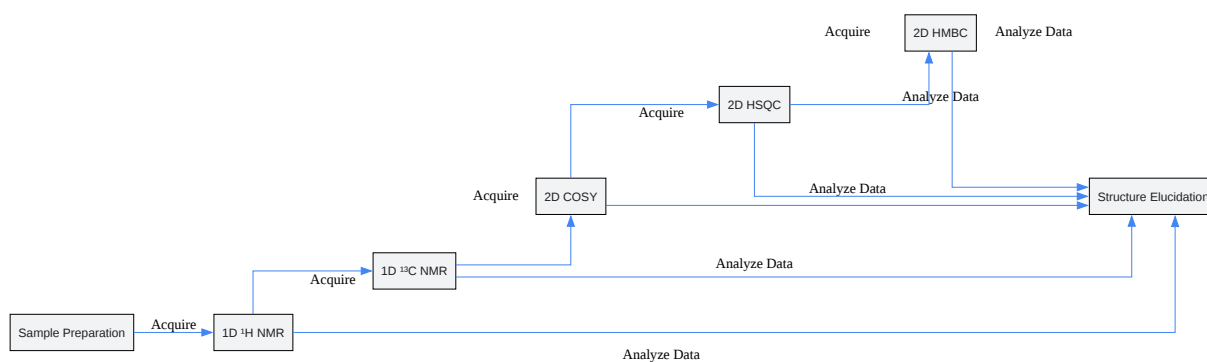 Acquire
2D HMBC
Analyze Data
2D HSQC
Analyze Data
Acquire
Acquire
2D COSY
Analyze Data
Structure Elucidation
1D ¹³C NMR
Analyze Data
Acquire
Sample Preparation
Acquire
1D ¹H NMR
Analyze Data